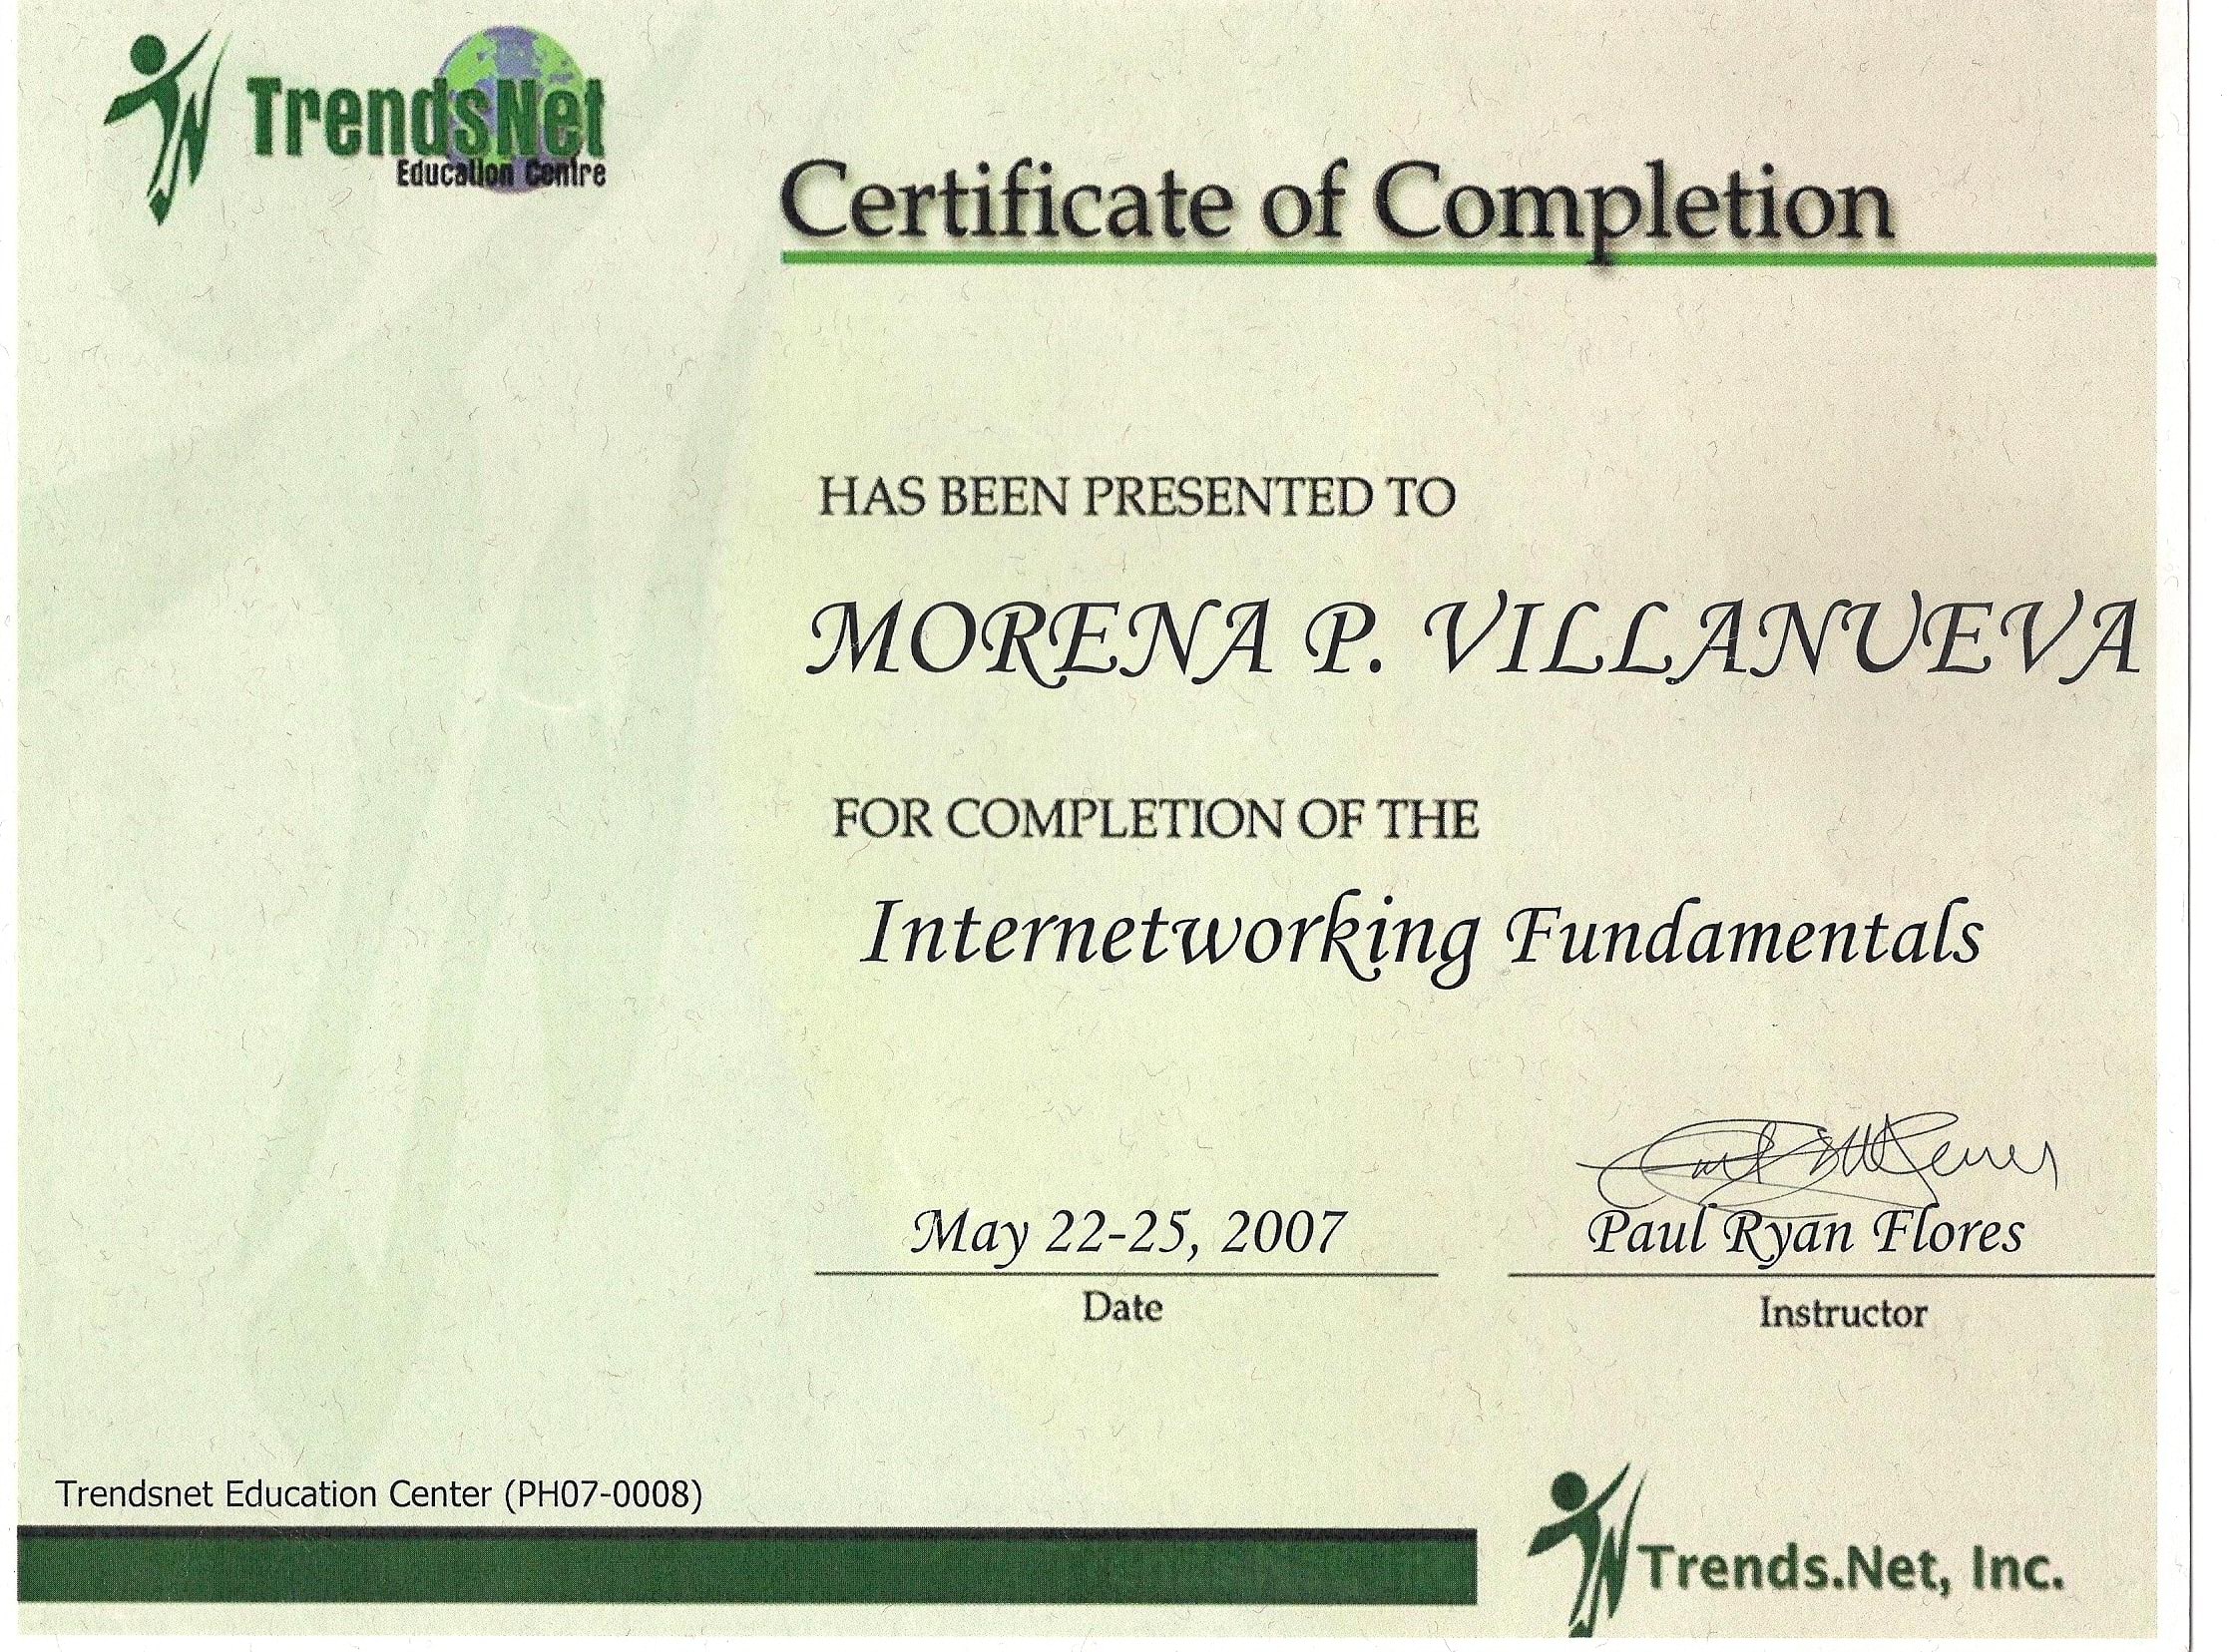 TrendsNet
Education Centre
Certificate of Completion
HAS BEEN PRESENTED TO
MORENA P. VILLANUEVA
FOR COMPLETION OF THE
Internetworking Fundamentals
May 22-25, 2007
Paul Ryan Flores
Date
Instructor
Trendsnet Education Center (PH07-0008)
Trends.Net, Inc.